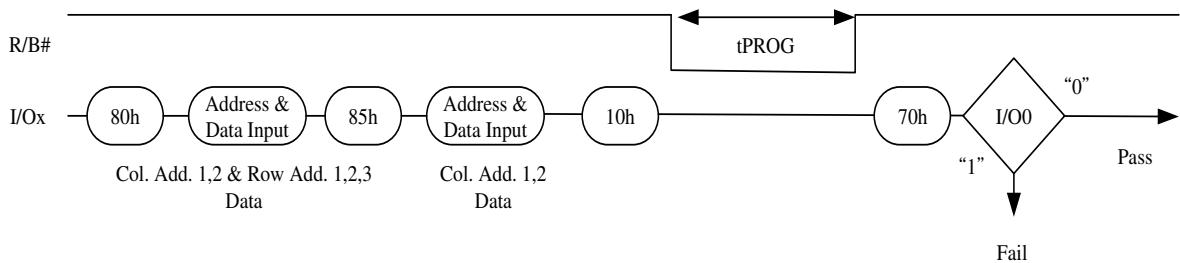 R/B#
tPROG
I/Ox
80h
Address &
Data Input
85h
Address &
Data Input
10h
70h
I/O0
“0”
“1”
Pass
Col. Add. 1,2 & Row Add. 1,2,3
Data
Col. Add. 1,2
Data
Fail